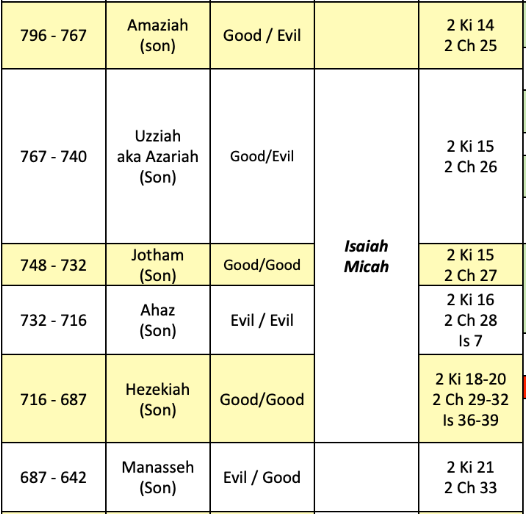 796 - 767
Amaziah
(son)
Good / Evil
2 Ki 14
2 Ch 25
767 - 740
Uzziah
aka Azariah
(Son)
Good/Evil
Isaiah
Micah
2 Ki 15
2 Ch 26
748 - 732
Jotham
(Son)
Good/Good
2 Ki 15
2 Ch 27
732 - 716
Ahaz
(Son)
Evil / Evil
2 Ki 16
2 Ch 28
Is 7
716 - 687
Hezekiah
(Son)
Good/Good
2 Ki 18-20
2 Ch 29-32
Is 36-39
687 - 642
Manasseh
(Son)
Evil / Good
2 Ki 21
2 Ch 33